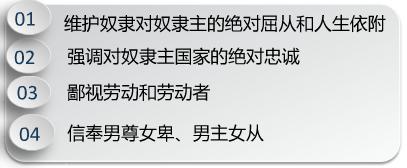 01 维护奴隶对奴隶主的绝对屈从和人生依附
02 强调对奴隶主国家的绝对忠诚
03 鄙视劳动和劳动者
04 信奉男尊女卑、男主女从